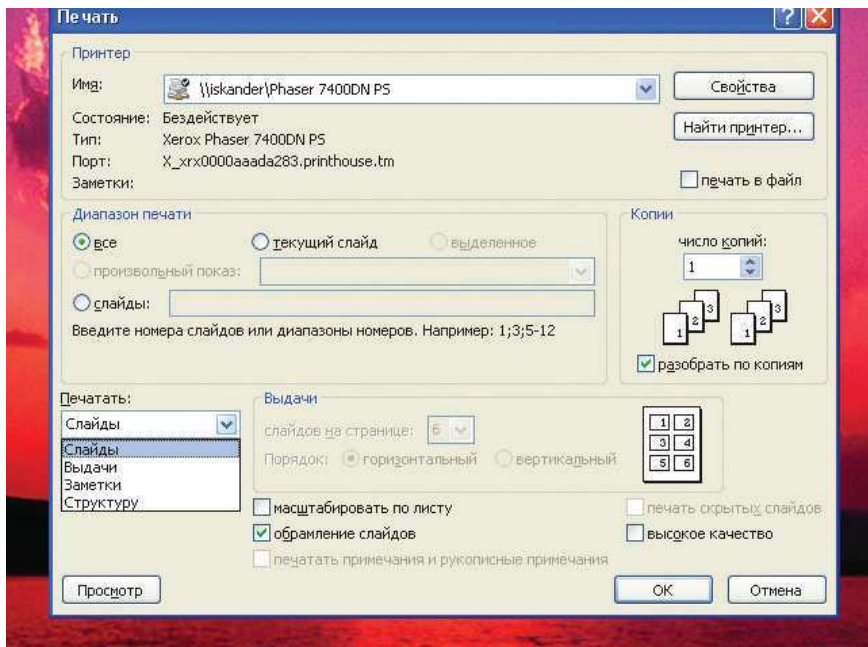 Печать
Принтер
Имя: \\iskander\Phaser 7400DN PS Свойства
Состояние: Бездействует
Найти принтер...
Тип: Xerox Phaser 7400DN PS
Порт: X_xrx0000aaada283.printhouse.tm
Заметки:
печать в файл
Диапазон печати
все текущий слайд выделенное
произвольный показ:
слайды:
Введите номера слайдов или диапазоны номеров. Например: 1;3;5-12
Копии
число копий:
1
1 2 3 1 2 3
разобрать по копиям
Печатать:
Слайды
Слайды
Выдачи
Заметки
Структуру
Выдачи
слайдов на странице: 6
Порядок: горизонтальный вертикальный
1 2
3 4
5 6
масштабировать по листу
печать скрытых слайдов
обрамление слайдов
высокое качество
печатать примечания и рукописные примечания
Просмотр ОК Отмена